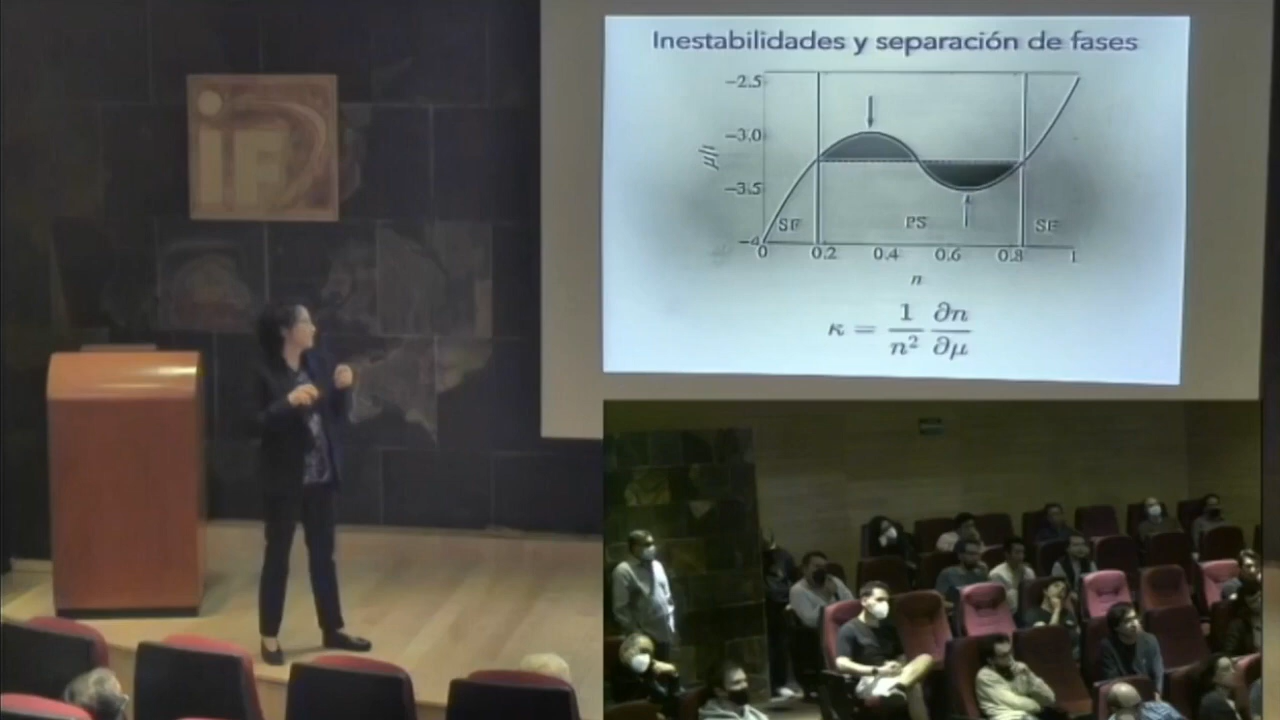 iF
Inestabilidades y separación de fases
-2.5
-3.0
-3.5
-4
μ/t
SF
PS
SF
0 0.2 0.4 0.6 0.8 1
n
κ = 1/n² ∂n/∂μ